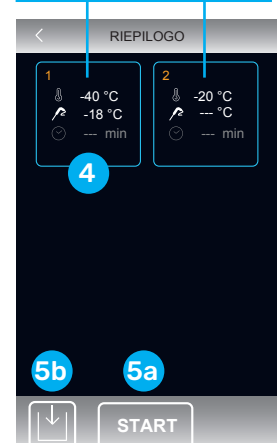 RIEPILOGO
1
-40 °C
-18 °C
--- min
2
-20 °C
--- °C
--- min
4
5b
5a
START